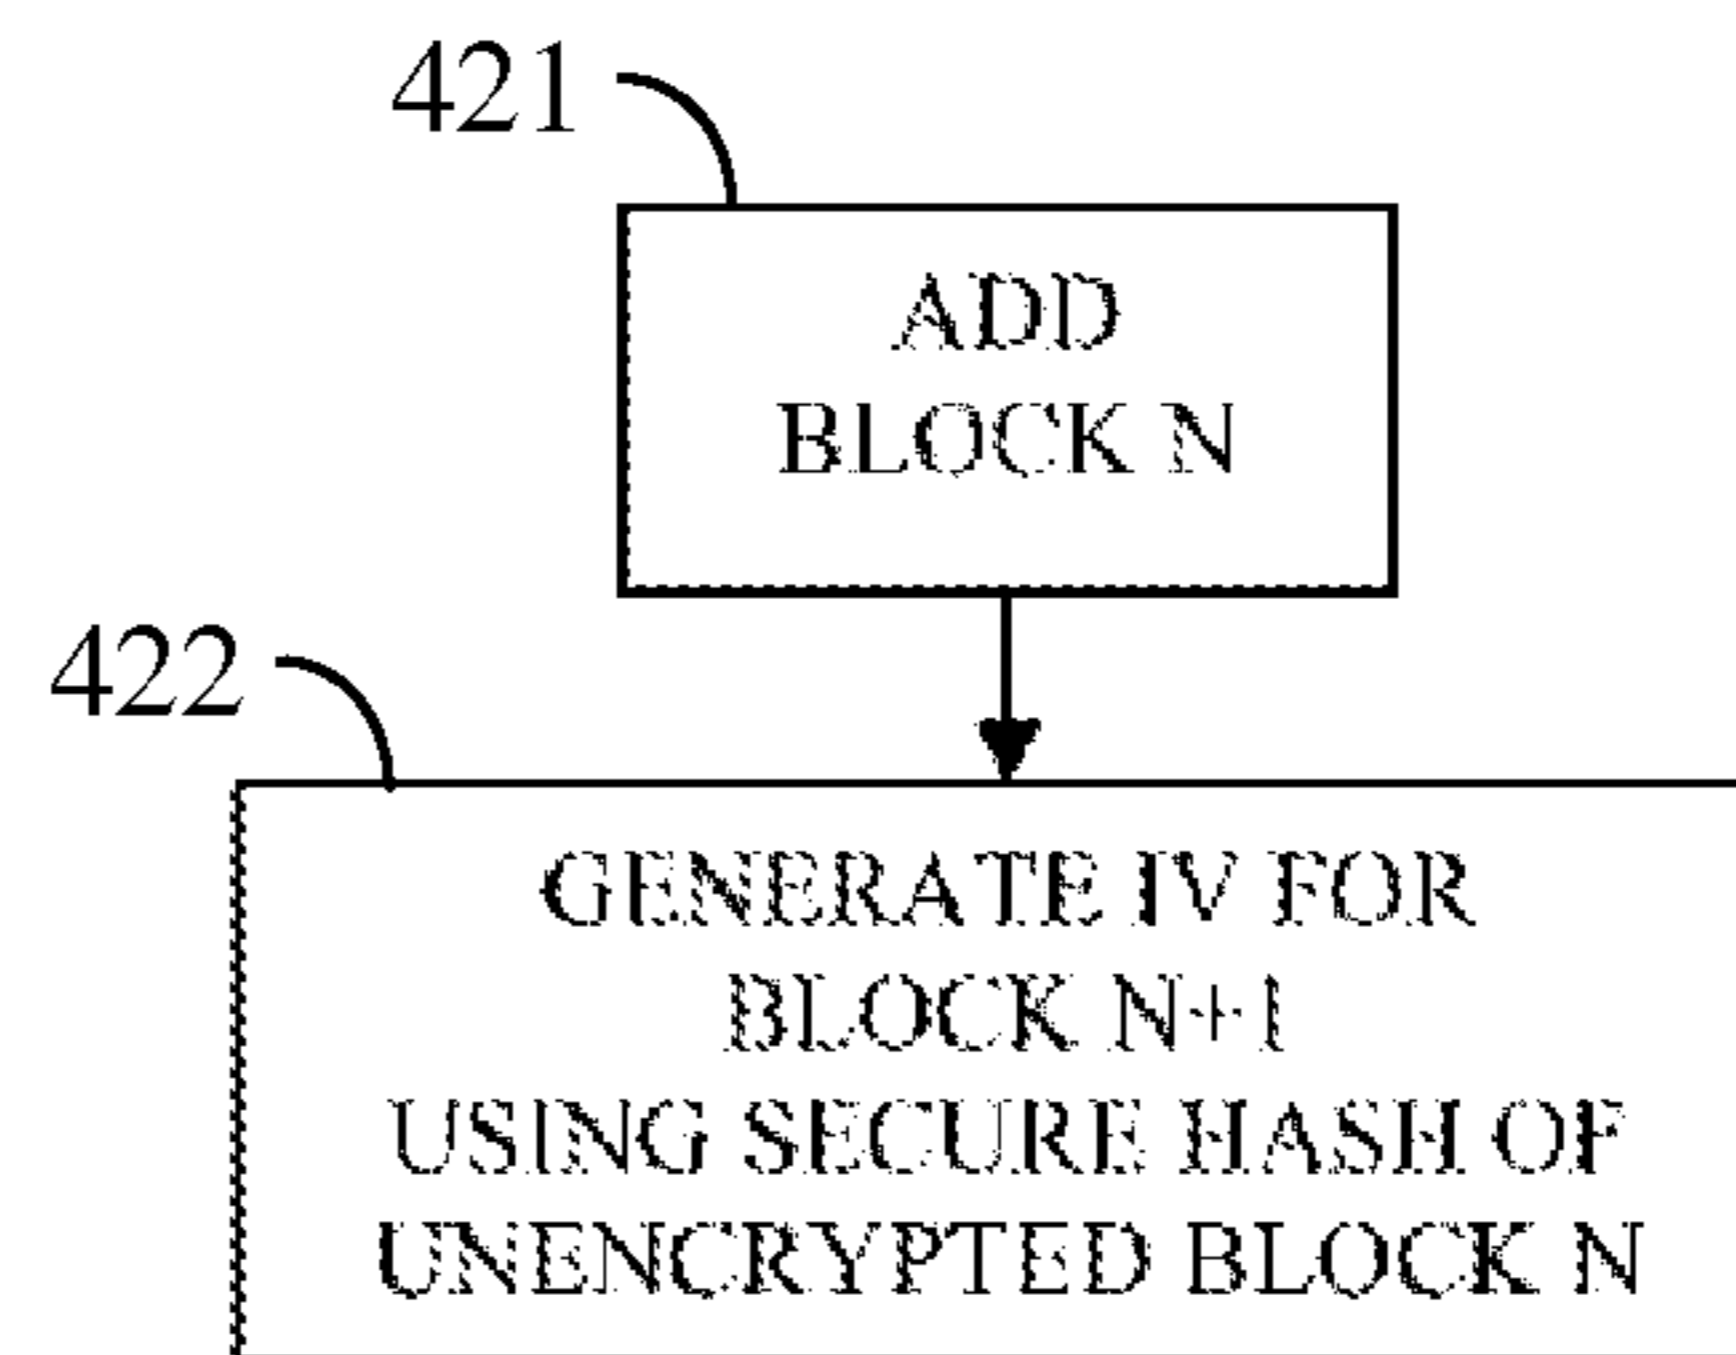 421
ADD
BLOCK N
422
GENERATE IV FOR
BLOCK N+1
USING SECURE HASH OF
UNENCRYPTED BLOCK N